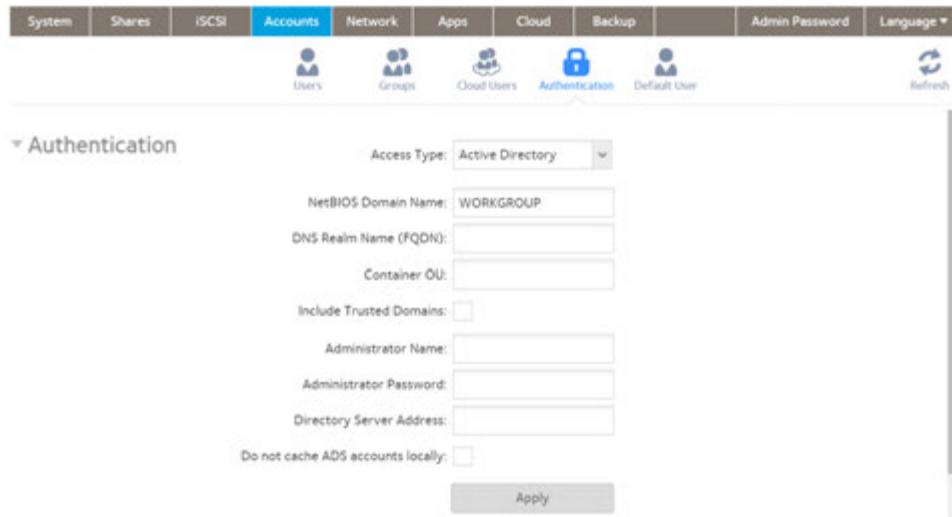 System Shares iSCSI Accounts Network Apps Cloud Backup Admin Password Language
Users Groups Cloud Users Authentication Default User Refresh
Authentication
Access Type: Active Directory
NetBIOS Domain Name: WORKGROUP
DNS Realm Name (FQDN):
Container OU:
Include Trusted Domains:
Administrator Name:
Administrator Password:
Directory Server Address:
Do not cache ADS accounts locally:
Apply